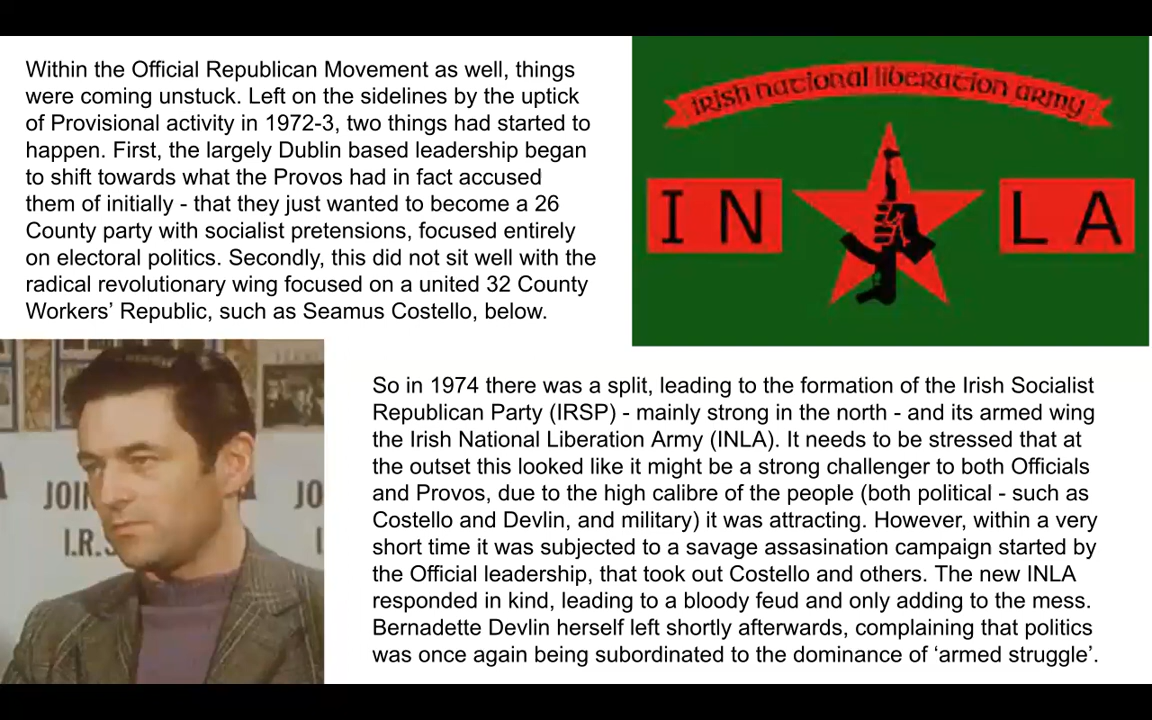 Within the Official Republican Movement as well, things
were coming unstuck. Left on the sidelines by the uptick
of Provisional activity in 1972-3, two things had started to
happen. First, the largely Dublin based leadership began
to shift towards what the Provos had in fact accused
them of initially - that they just wanted to become a 26
County party with socialist pretensions, focused entirely
on electoral politics. Secondly, this did not sit well with the
radical revolutionary wing focused on a united 32 County
Workers’ Republic, such as Seamus Costello, below.
irish national liberation army
I N L A
JOI
I.R.S
JO
I
So in 1974 there was a split, leading to the formation of the Irish Socialist
Republican Party (IRSP) - mainly strong in the north - and its armed wing
the Irish National Liberation Army (INLA). It needs to be stressed that at
the outset this looked like it might be a strong challenger to both Officials
and Provos, due to the high calibre of the people (both political - such as
Costello and Devlin, and military) it was attracting. However, within a very
short time it was subjected to a savage assasination campaign started by
the Official leadership, that took out Costello and others. The new INLA
responded in kind, leading to a bloody feud and only adding to the mess.
Bernadette Devlin herself left shortly afterwards, complaining that politics
was once again being subordinated to the dominance of ‘armed struggle’.